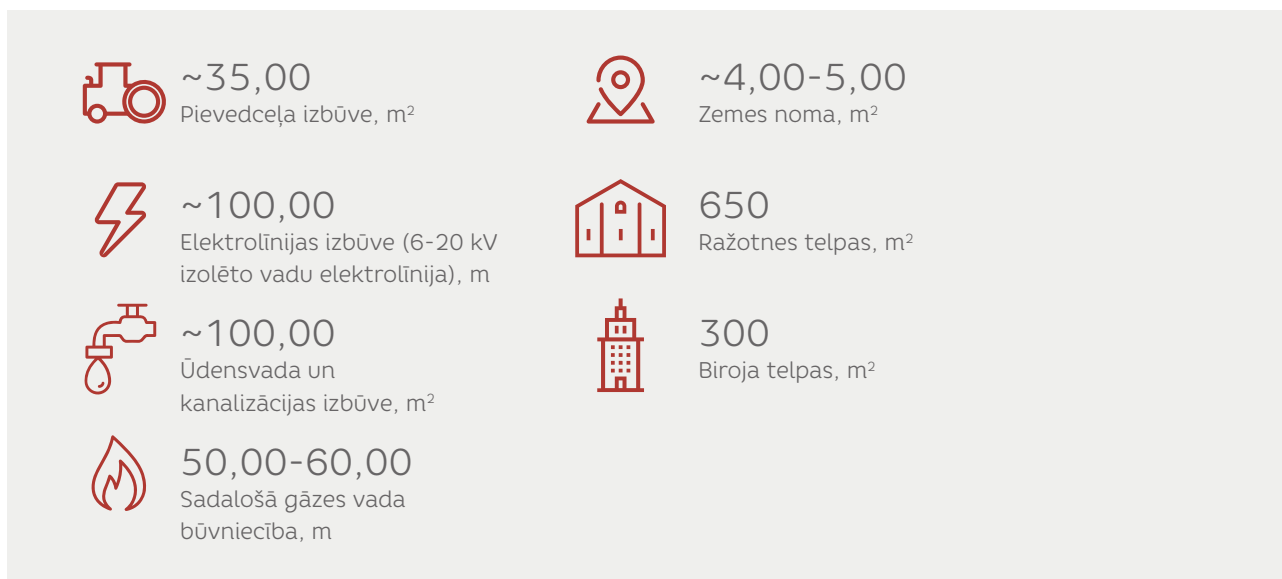 ~35,00
Pievedceļa izbūve, m²
~100,00
Elektrolīnijas izbūve (6-20 kV
izolēto vadu elektrolīnija), m
~100,00
Ūdensvada un
kanalizācijas izbūve, m²
50,00-60,00
Sadalošā gāzes vada
būvniecība, m
~4,00-5,00
Zemes noma, m²
650
Ražotnes telpas, m²
300
Biroja telpas, m²